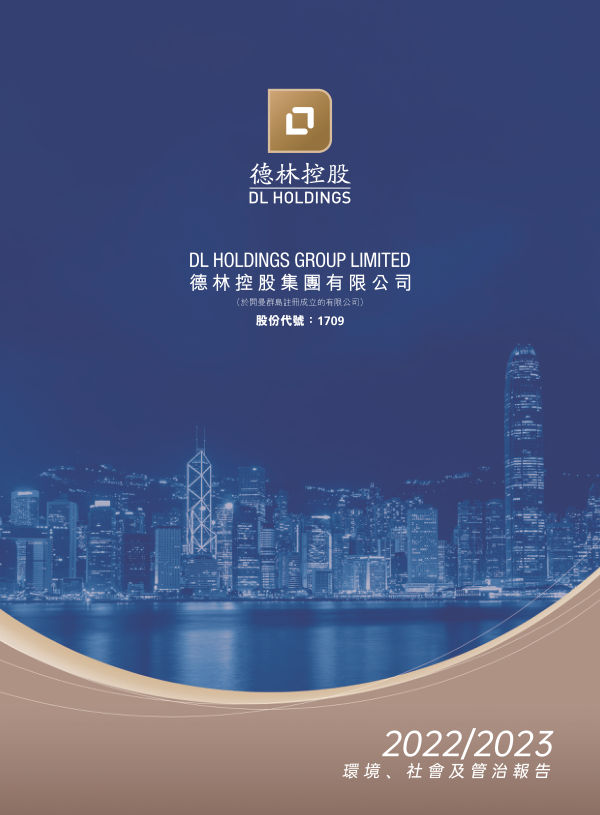 德林控股
DL HOLDINGS
DL HOLDINGS GROUP LIMITED
德林控股集團有限公司
（於開曼群島註冊成立的有限公司）
股份代號：1709
2022/2023
環境、社會及管治報告